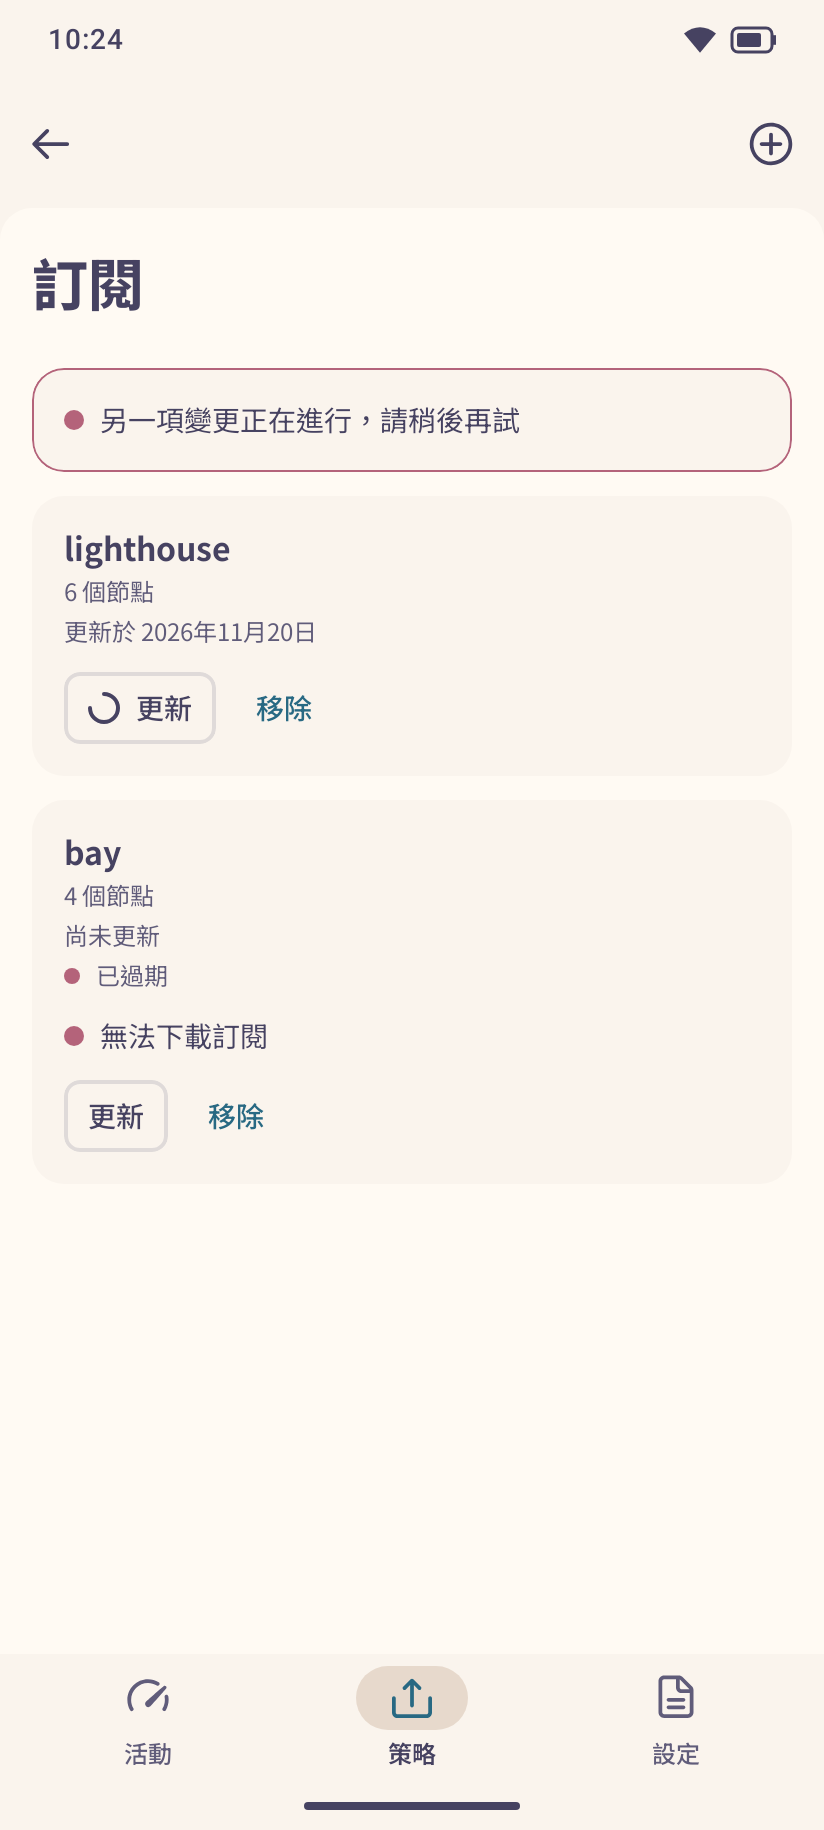 10:24
訂閱
另一項變更正在進行，請稍後再試
lighthouse
6 個節點
更新於 2026年11月20日
更新
移除
bay
4 個節點
尚未更新
已過期
無法下載訂閱
更新
移除
活動
策略
設定